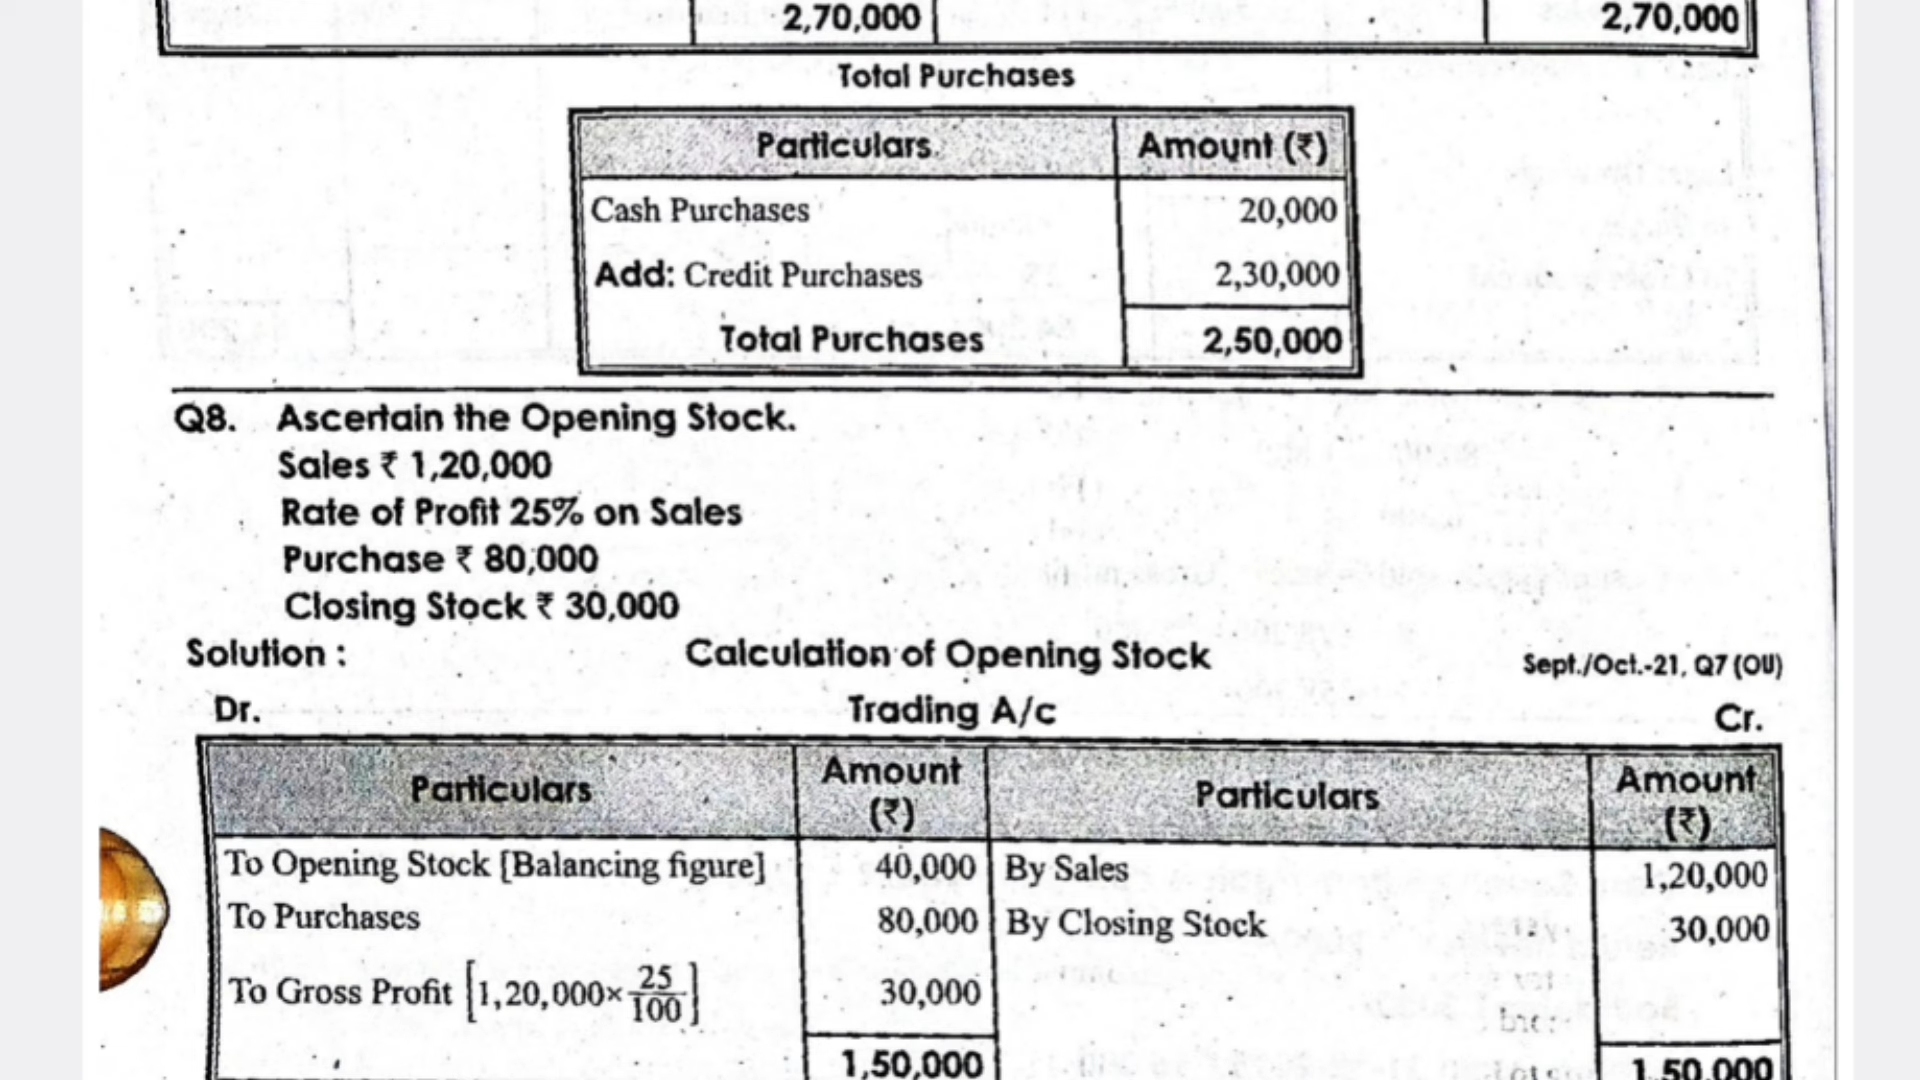 2,70,000 2,70,000
Total Purchases
Particulars Amount (₹)
Cash Purchases 20,000
Add: Credit Purchases 2,30,000
Total Purchases 2,50,000
Q8. Ascertain the Opening Stock.
Sales ₹ 1,20,000
Rate of Profit 25% on Sales
Purchase ₹ 80,000
Closing Stock ₹ 30,000
Solution : Calculation of Opening Stock Sept./Oct.-21, Q7 (OU)
Dr. Trading A/c Cr.
Particulars Amount (₹) Particulars Amount (₹)
To Opening Stock [Balancing figure] 40,000 By Sales 1,20,000
To Purchases 80,000 By Closing Stock 30,000
To Gross Profit [1,20,000× 25/100] 30,000
1,50,000 1,50,000